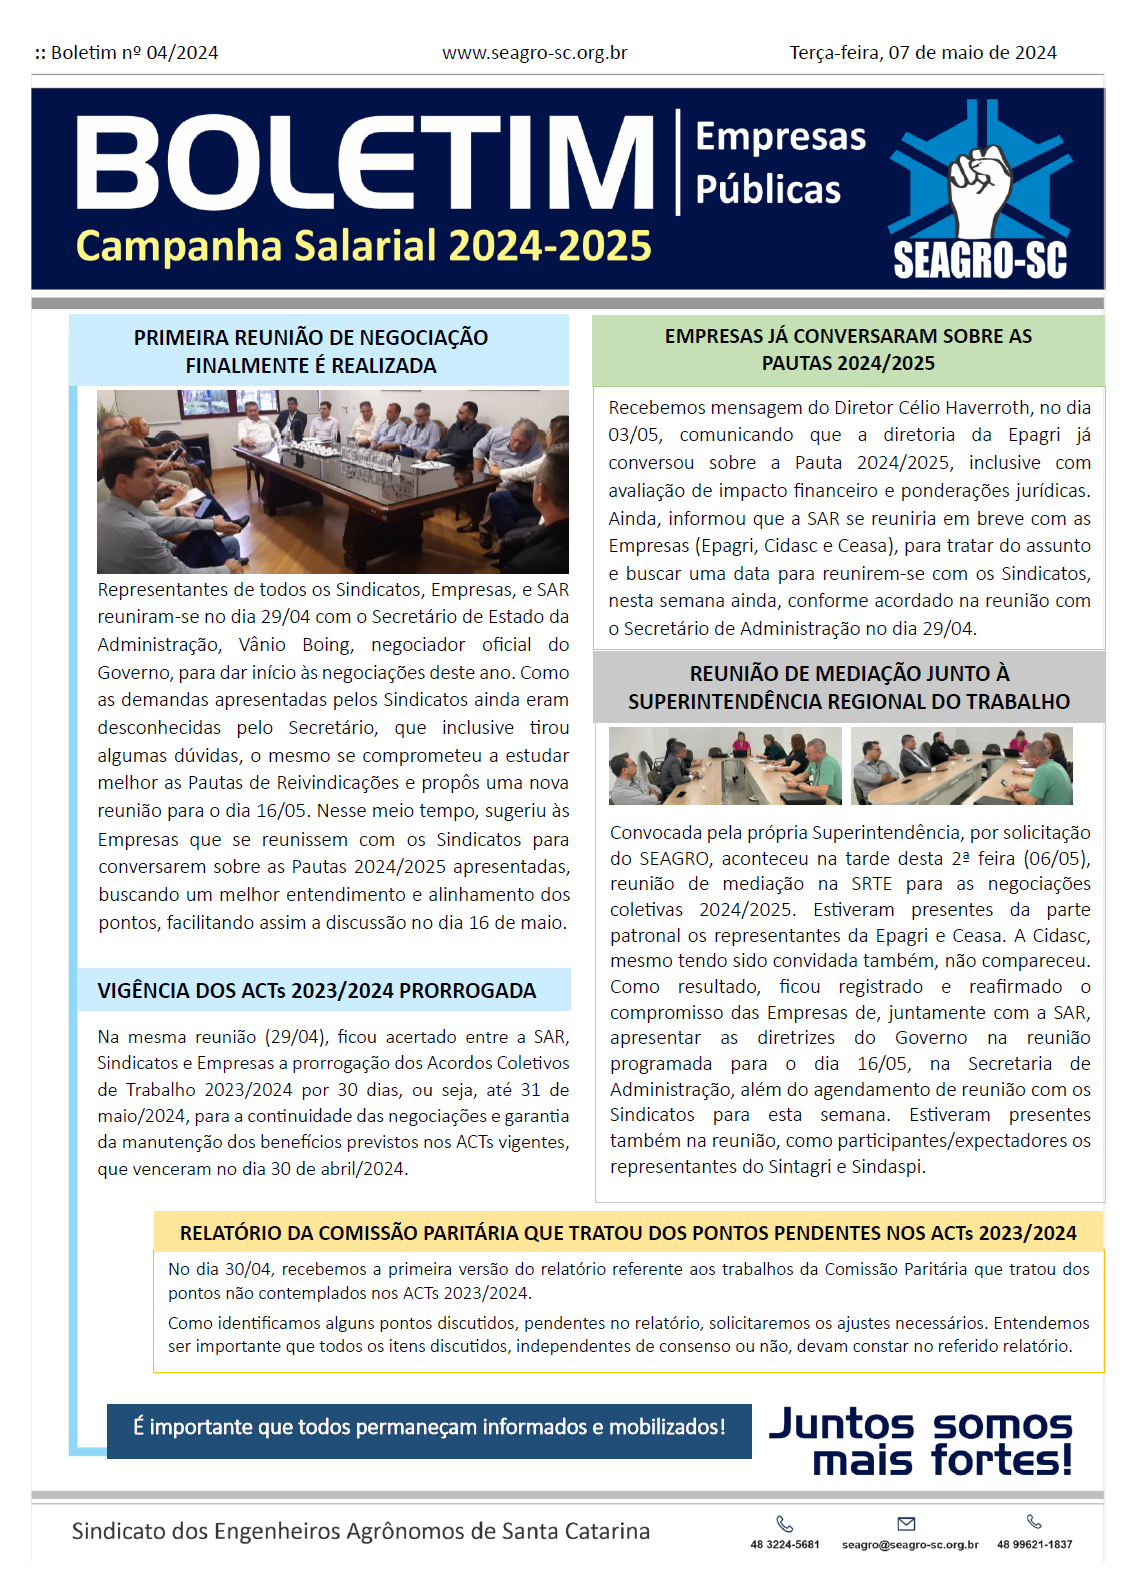 :: Boletim nº 04/2024
www.seagro-sc.org.br
Terça-feira, 07 de maio de 2024
BOLETIM
Empresas
Públicas
Campanha Salarial 2024-2025
SEAGRO-SC
PRIMEIRA REUNIÃO DE NEGOCIAÇÃO
FINALMENTE É REALIZADA
Representantes de todos os Sindicatos, Empresas, e SAR
reuniram-se no dia 29/04 com o Secretário de Estado da
Administração, Vânio Boing, negociador oficial do
Governo, para dar início às negociações deste ano. Como
as demandas apresentadas pelos Sindicatos ainda eram
desconhecidas pelo Secretário, que inclusive tirou
algumas dúvidas, o mesmo se comprometeu a estudar
melhor as Pautas de Reivindicações e propôs uma nova
reunião para o dia 16/05. Nesse meio tempo, sugeriu às
Empresas que se reunissem com os Sindicatos para
conversarem sobre as Pautas 2024/2025 apresentadas,
buscando um melhor entendimento e alinhamento dos
pontos, facilitando assim a discussão no dia 16 de maio.
VIGÊNCIA DOS ACTs 2023/2024 PRORROGADA
Na mesma reunião (29/04), ficou acertado entre a SAR,
Sindicatos e Empresas a prorrogação dos Acordos Coletivos
de Trabalho 2023/2024 por 30 dias, ou seja, até 31 de
maio/2024, para a continuidade das negociações e garantia
da manutenção dos benefícios previstos nos ACTs vigentes,
que venceram no dia 30 de abril/2024.
EMPRESAS JÁ CONVERSARAM SOBRE AS
PAUTAS 2024/2025
Recebemos mensagem do Diretor Célio Haverroth, no dia
03/05, comunicando que a diretoria da Epagri já
conversou sobre a Pauta 2024/2025, inclusive com
avaliação de impacto financeiro e ponderações jurídicas.
Ainda, informou que a SAR se reuniria em breve com as
Empresas (Epagri, Cidasc e Ceasa), para tratar do assunto
e buscar uma data para reunirem-se com os Sindicatos,
nesta semana ainda, conforme acordado na reunião com
o Secretário de Administração no dia 29/04.
REUNIÃO DE MEDIAÇÃO JUNTO À
SUPERINTENDÊNCIA REGIONAL DO TRABALHO
Convocada pela própria Superintendência, por solicitação
do SEAGRO, aconteceu na tarde desta 2ª feira (06/05),
reunião de mediação na SRTE para as negociações
coletivas 2024/2025. Estiveram presentes da parte
patronal os representantes da Epagri e Ceasa. A Cidasc,
mesmo tendo sido convidada também, não compareceu.
Como resultado, ficou registrado e reafirmado o
compromisso das Empresas de, juntamente com a SAR,
apresentar as diretrizes do Governo na reunião
programada para o dia 16/05, na Secretaria de
Administração, além do agendamento de reunião com os
Sindicatos para esta semana. Estiveram presentes
também na reunião, como participantes/expectadores os
representantes do Sintagri e Sindaspi.
RELATÓRIO DA COMISSÃO PARITÁRIA QUE TRATOU DOS PONTOS PENDENTES NOS ACTs 2023/2024
No dia 30/04, recebemos a primeira versão do relatório referente aos trabalhos da Comissão Paritária que tratou dos
pontos não contemplados nos ACTs 2023/2024.
Como identificamos alguns pontos discutidos, pendentes no relatório, solicitaremos os ajustes necessários. Entendemos
ser importante que todos os itens discutidos, independentes de consenso ou não, devam constar no referido relatório.
É importante que todos permaneçam informados e mobilizados!
Juntos somos
mais fortes!
Sindicato dos Engenheiros Agrônomos de Santa Catarina
48 3224-5681
seagro@seagro-sc.org.br
48 99621-1837